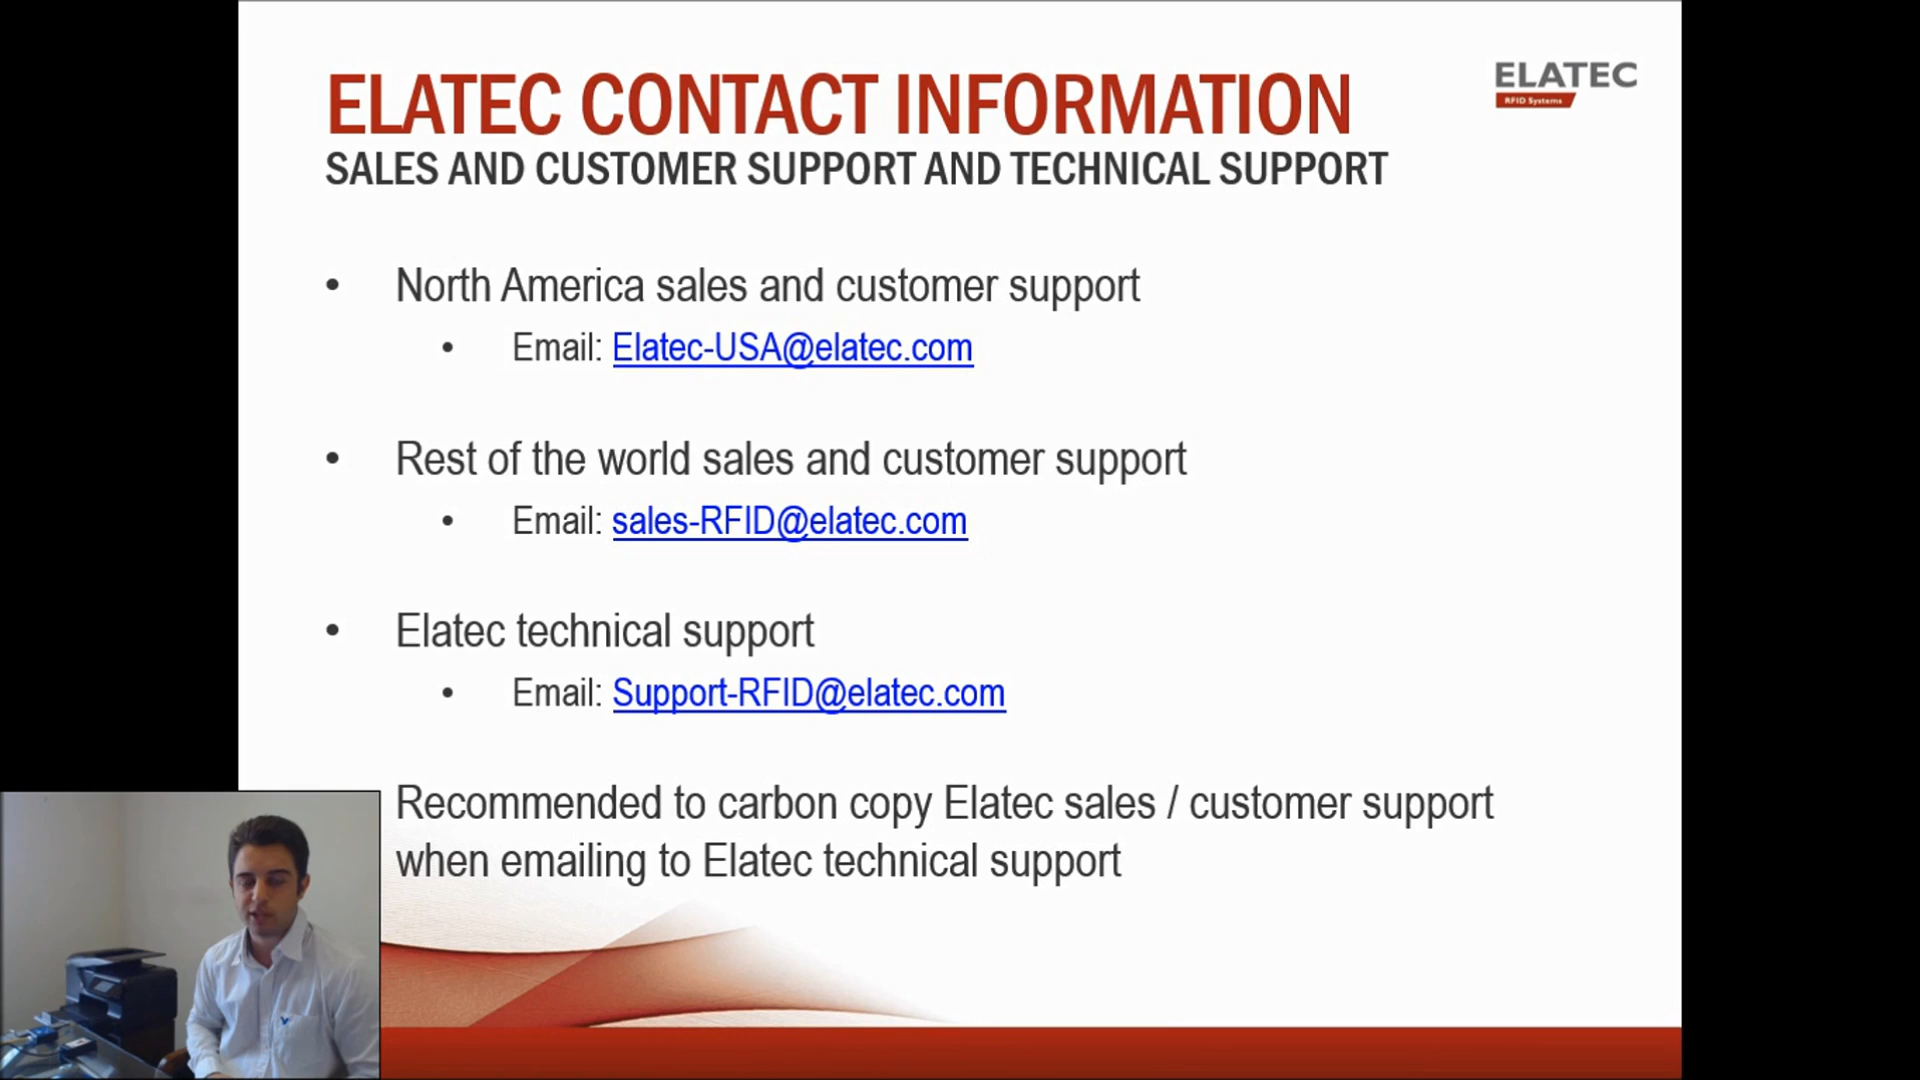 ELATEC CONTACT INFORMATION
ELATEC
RFID Systems
SALES AND CUSTOMER SUPPORT AND TECHNICAL SUPPORT
• North America sales and customer support
• Email: Elatec-USA@elatec.com
• Rest of the world sales and customer support
• Email: sales-RFID@elatec.com
• Elatec technical support
• Email: Support-RFID@elatec.com
Recommended to carbon copy Elatec sales / customer support
when emailing to Elatec technical support